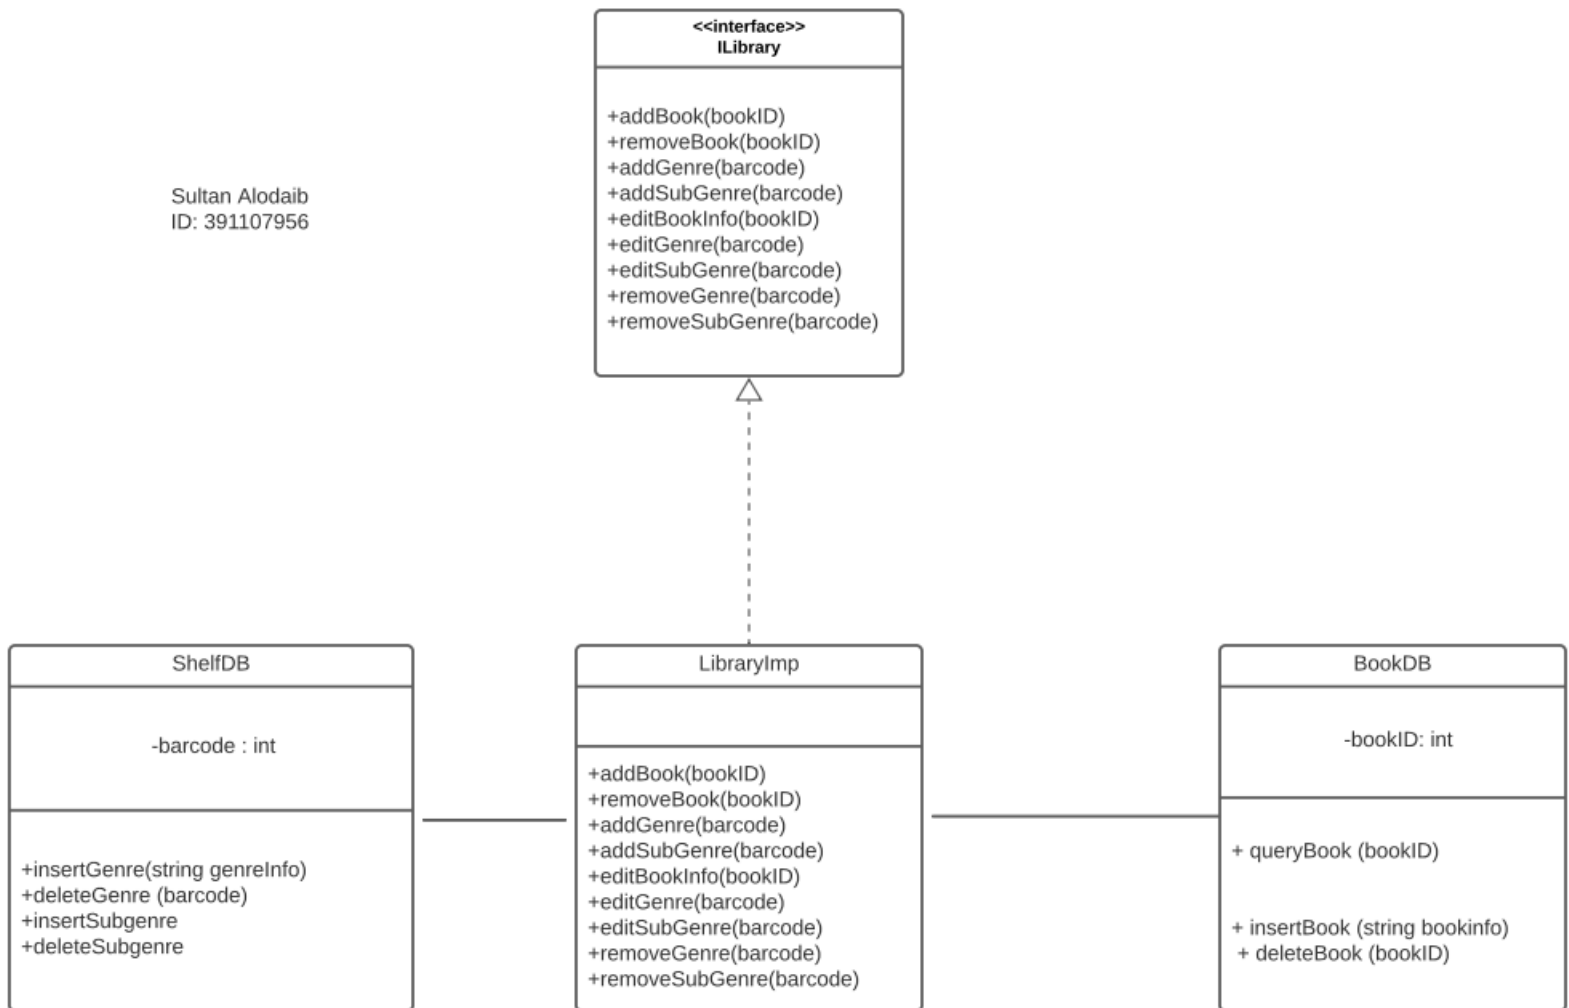 <<interface>>
ILibrary
+addBook(bookID)
+removeBook(bookID)
+addGenre(barcode)
+addSubGenre(barcode)
+editBookInfo(bookID)
+editGenre(barcode)
+editSubGenre(barcode)
+removeGenre(barcode)
+removeSubGenre(barcode)
Sultan Alodaib
ID: 391107956
ShelfDB
-barcode : int
+insertGenre(string genreInfo)
+deleteGenre (barcode)
+insertSubgenre
+deleteSubgenre
LibraryImp
+addBook(bookID)
+removeBook(bookID)
+addGenre(barcode)
+addSubGenre(barcode)
+editBookInfo(bookID)
+editGenre(barcode)
+editSubGenre(barcode)
+removeGenre(barcode)
+removeSubGenre(barcode)
BookDB
-bookID: int
+ queryBook (bookID)
+ insertBook (string bookinfo)
+ deleteBook (bookID)